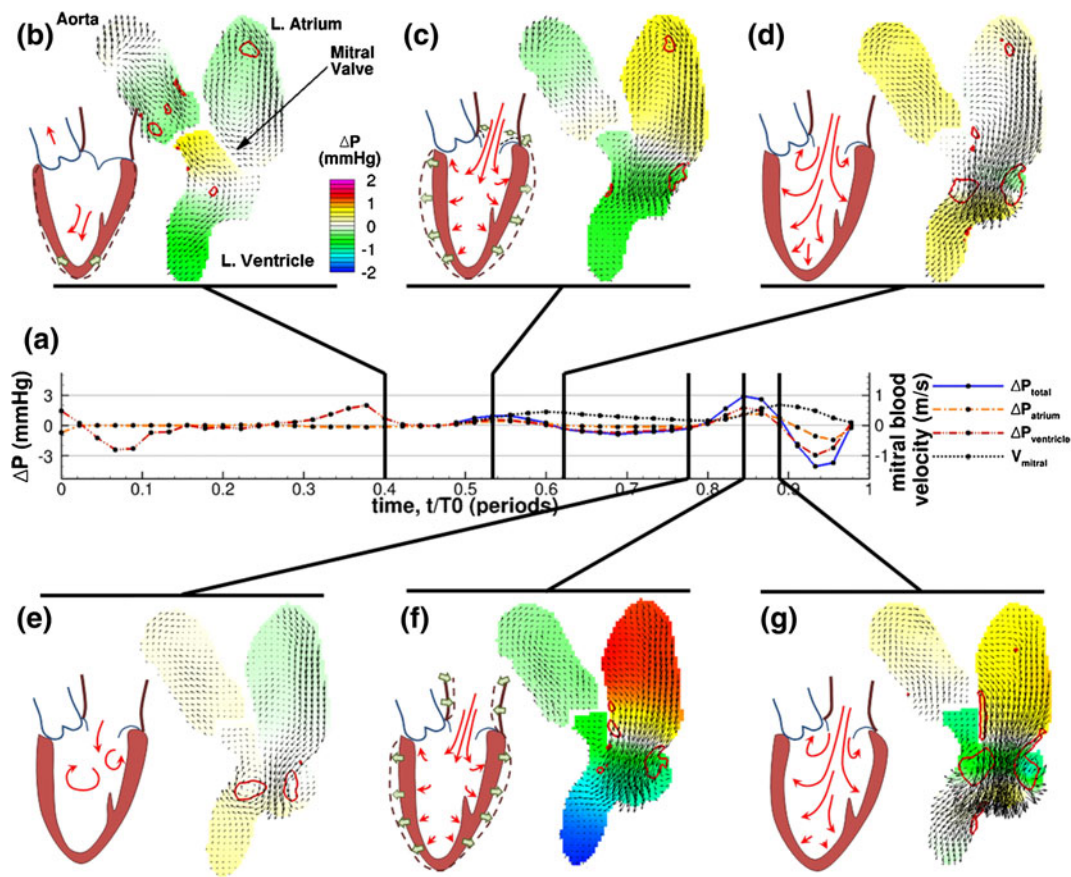 (b)
Aorta
L. Atrium
Mitral
Valve
ΔP
(mmHg)
2
1
0
-1
-2
L. Ventricle
(c)
(d)
(a)
ΔP (mmHg)
3
0
-3
0
0.1
0.2
0.3
0.4
0.5
0.6
0.7
0.8
0.9
1
time, t/T0 (periods)
1
0
-1
mitral blood
velocity (m/s)
ΔPtotal
ΔPatrium
ΔPventricle
Vmitral
(e)
(f)
(g)